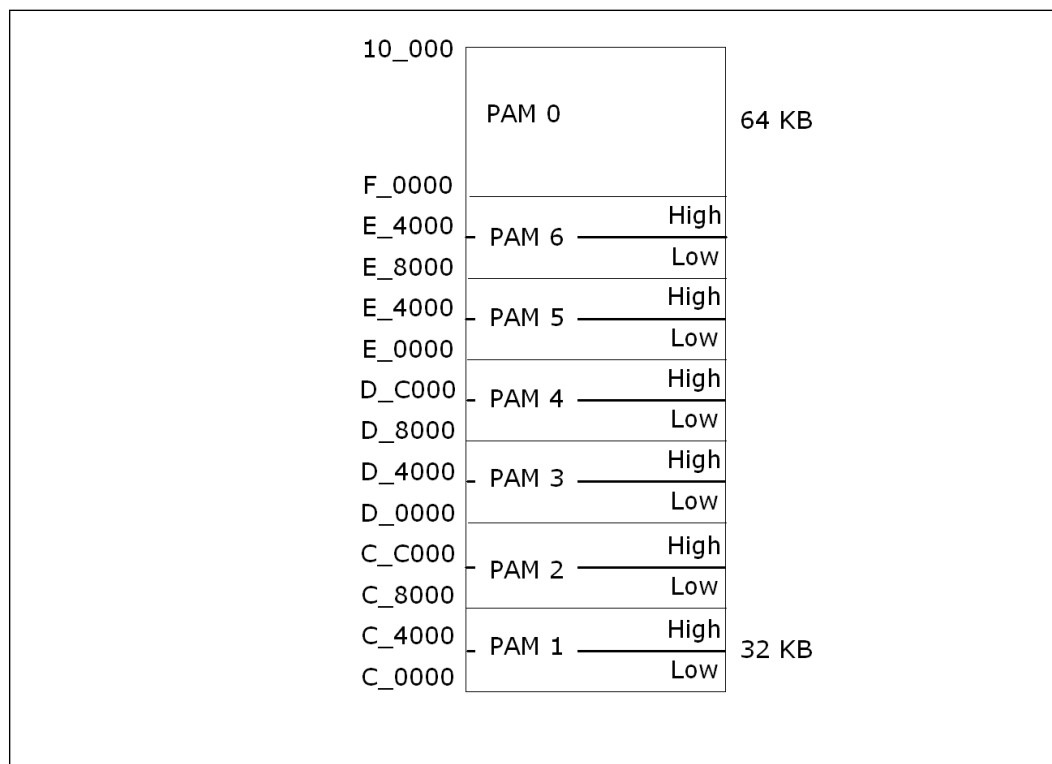 10_000
PAM 0
64 KB
F_0000
High
E_4000
PAM 6
Low
E_8000
High
E_4000
PAM 5
Low
E_0000
High
D_C000
PAM 4
Low
D_8000
High
D_4000
PAM 3
Low
D_0000
High
C_C000
PAM 2
Low
C_8000
High
C_4000
PAM 1
32 KB
Low
C_0000